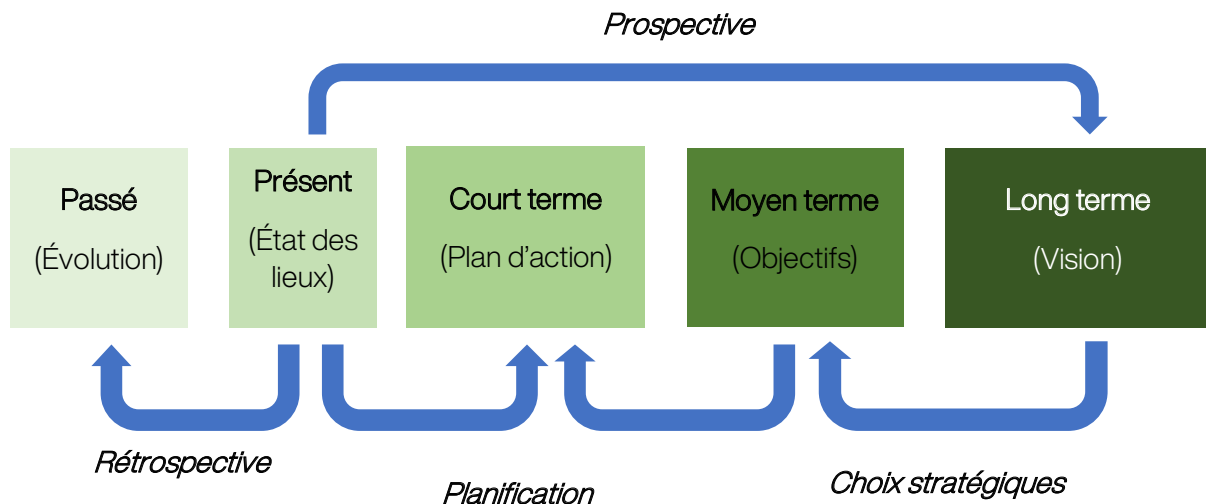 Prospective
Passé
(Évolution)
Présent
(État des
lieux)
Court terme
(Plan d’action)
Moyen terme
(Objectifs)
Long terme
(Vision)
Rétrospective
Planification
Choix stratégiques